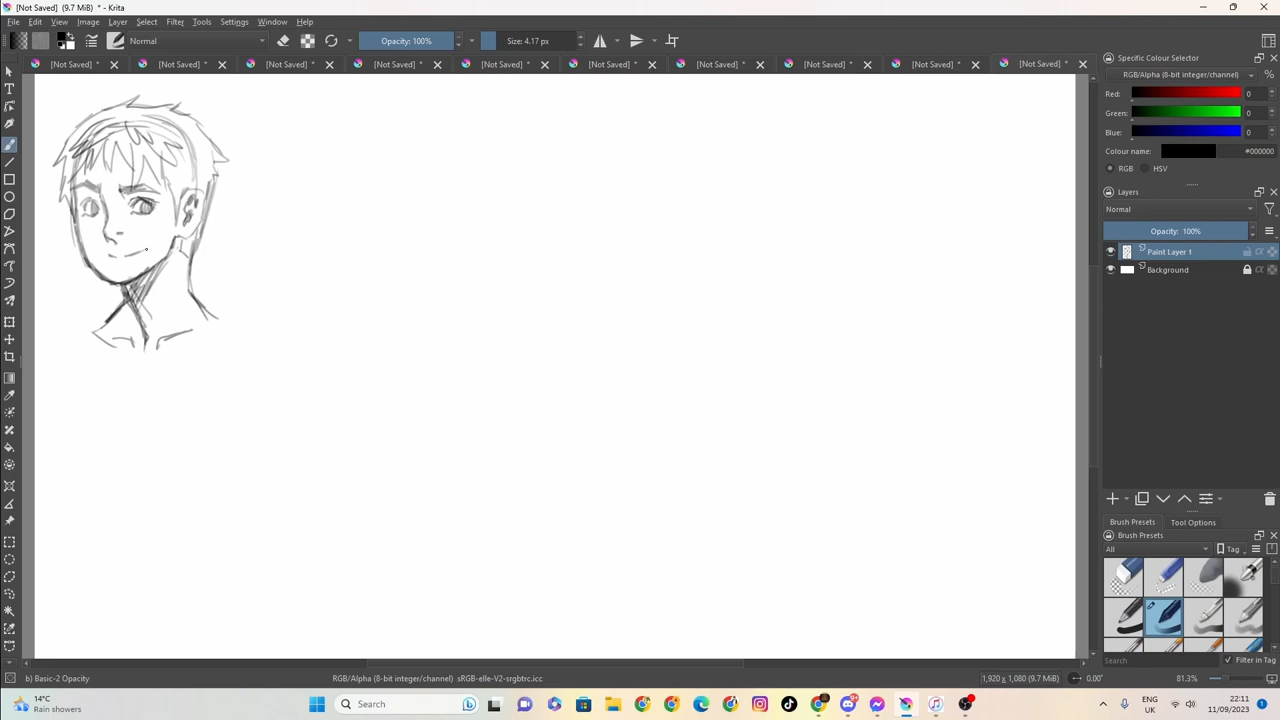 [Not Saved] (9.7 MiB) * - Krita
File Edit View Image Layer Select Filter Tools Settings Window Help
Normal Opacity: 100% Size: 4.17 px
[Not Saved] * [Not Saved] * [Not Saved] * [Not Saved] * [Not Saved] * [Not Saved] * [Not Saved] * [Not Saved] * [Not Saved] * [Not Saved] *
Specific Colour Selector
RGB/Alpha (8-bit integer/channel) %
Red: 0
Green: 0
Blue: 0
Colour name: #000000
RGB HSV
Layers
Normal
Opacity: 100%
Paint Layer 1
Background
Brush Presets Tool Options
Brush Presets
All Tag
Search Filter in Tag
b) Basic-2 Opacity RGB/Alpha (8-bit integer/channel) sRGB-elle-V2-srgbtrc.icc 1,920 x 1,080 (9.7 MiB) 0.00° 81.3%
14°C
Rain showers
Search
ENG
UK
22:11
11/09/2023